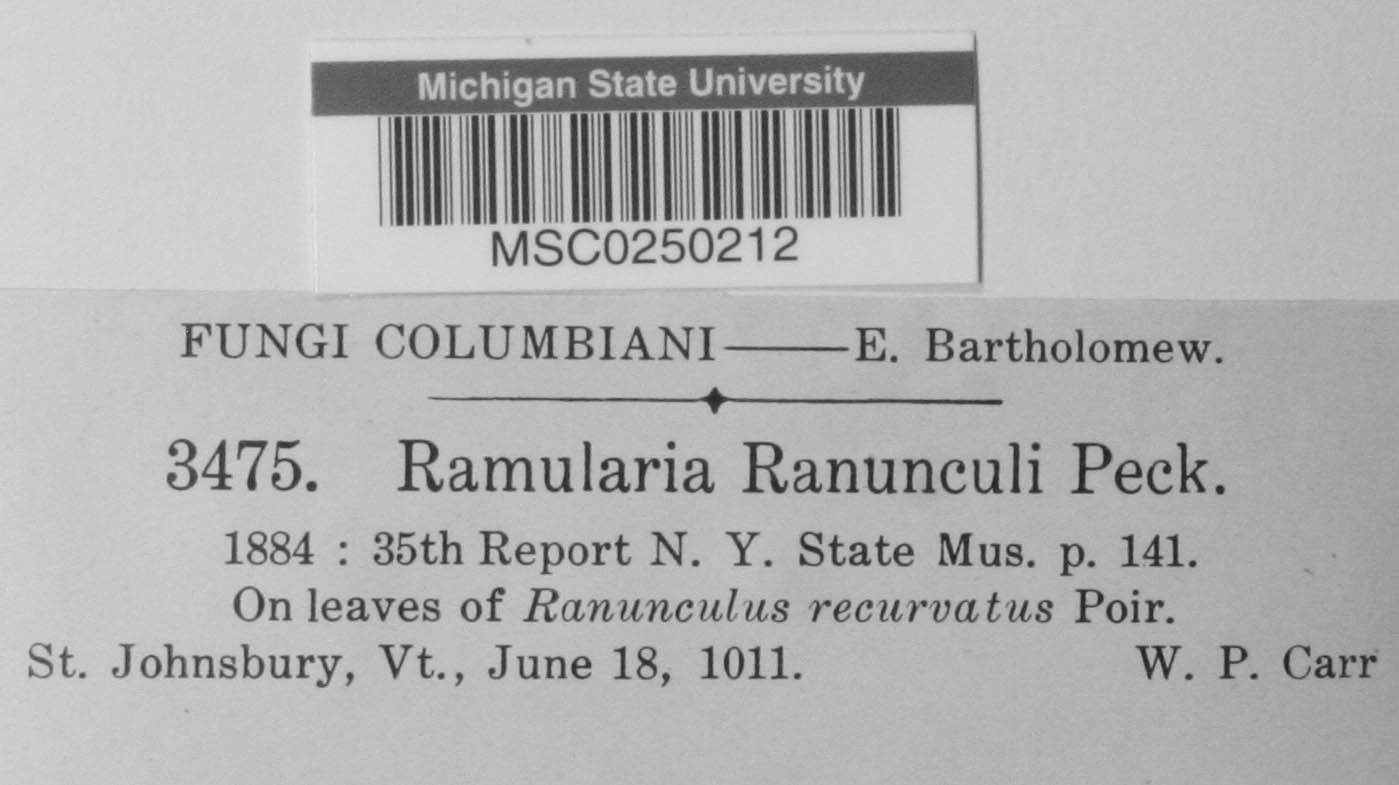 Michigan State University
MSC0250212
FUNGI COLUMBIANI——E. Bartholomew.
3475. Ramularia Ranunculi Peck.
1884 : 35th Report N. Y. State Mus. p. 141.
On leaves of Ranunculus recurvatus Poir.
St. Johnsbury, Vt., June 18, 1011. W. P. Carr